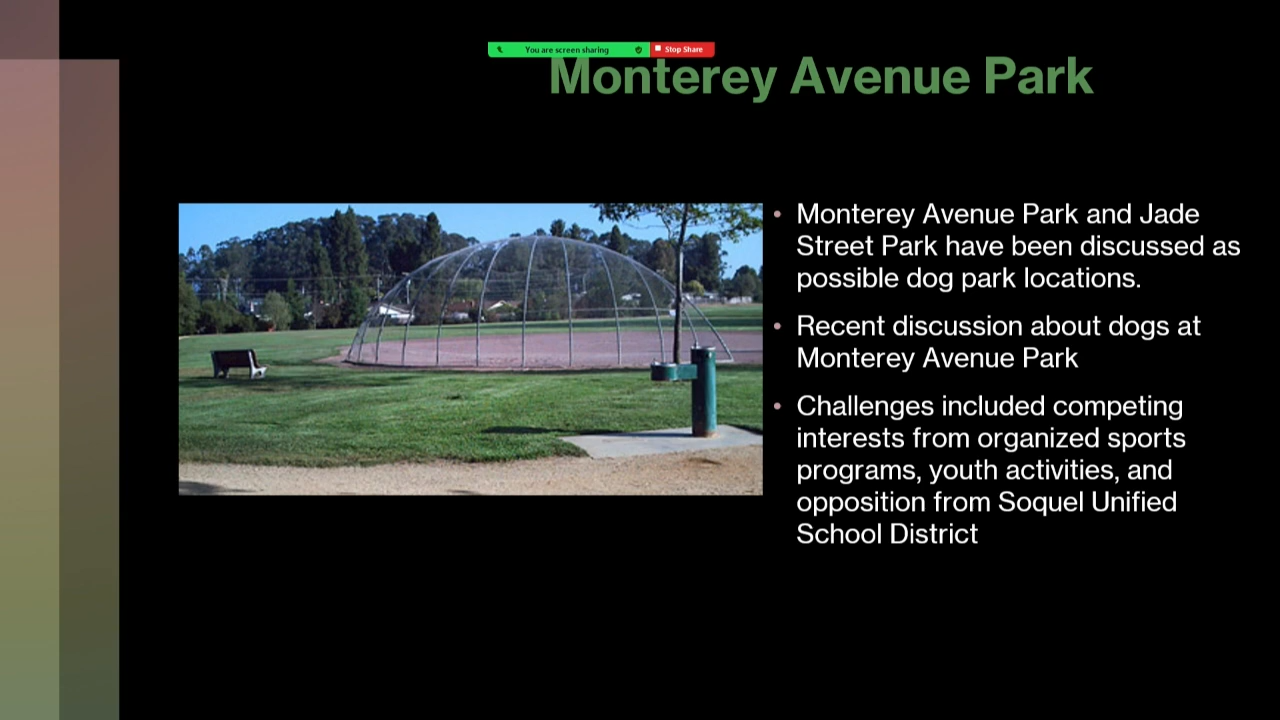 You are screen sharing Stop Share
Monterey Avenue Park
• Monterey Avenue Park and Jade
Street Park have been discussed as
possible dog park locations.
• Recent discussion about dogs at
Monterey Avenue Park
• Challenges included competing
interests from organized sports
programs, youth activities, and
opposition from Soquel Unified
School District